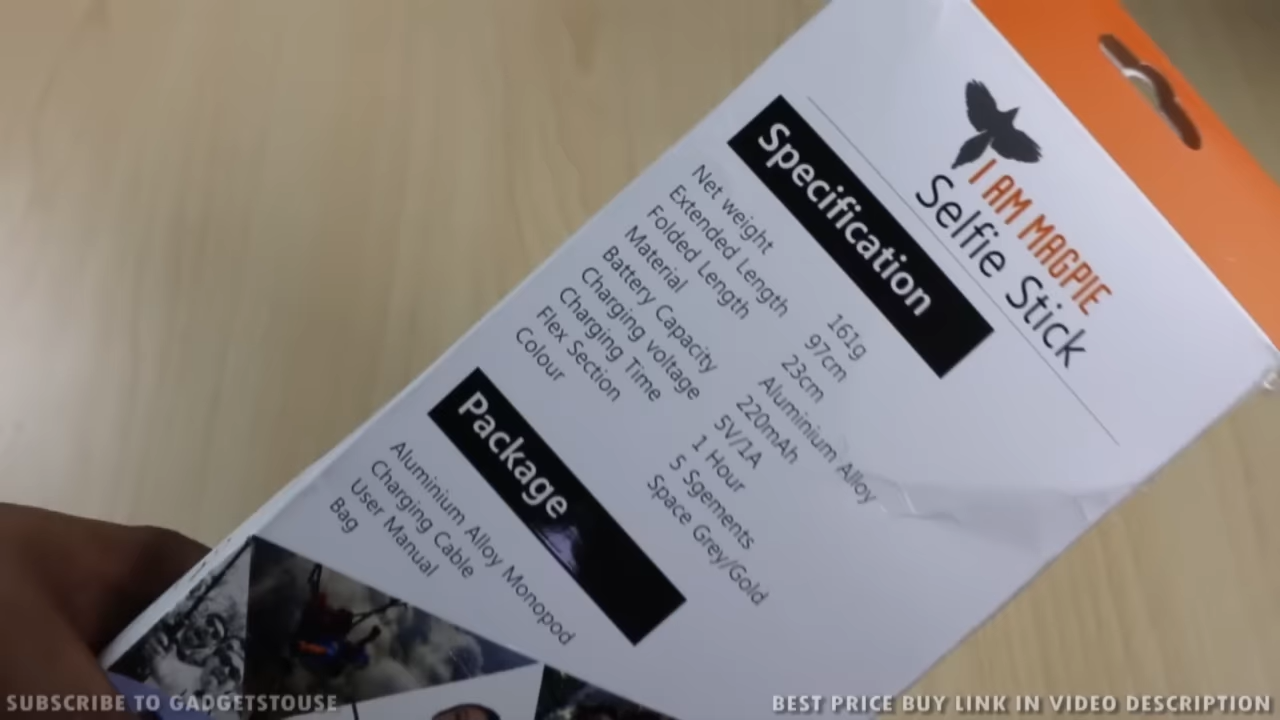 I AM MAGPIE
Selfie Stick
Specification
Net weight 161g
Extended Length 97cm
Folded Length 23cm
Material Aluminium Alloy
Battery Capacity 220mAh
Charging voltage 5V/1A
Charging Time 1 Hour
Flex Section 5 Sgements
Colour Space Grey/Gold
Package
Aluminium Alloy Monopod
Charging Cable
User Manual
Bag
SUBSCRIBE TO GADGETSTOUSE
BEST PRICE BUY LINK IN VIDEO DESCRIPTION